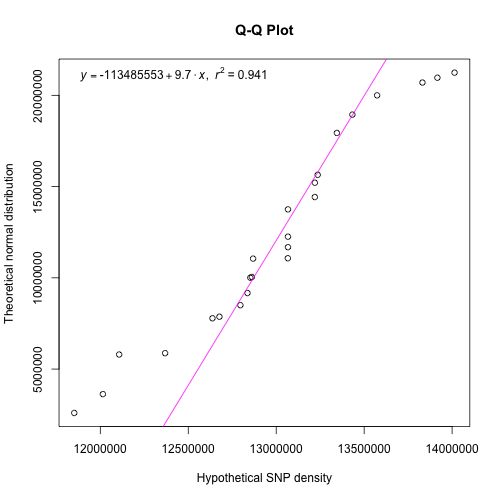 Q-Q Plot
y = -113485553 + 9.7 · x, r² = 0.941
Theoretical normal distribution
20000000
15000000
10000000
5000000
12000000 12500000 13000000 13500000 14000000
Hypothetical SNP density